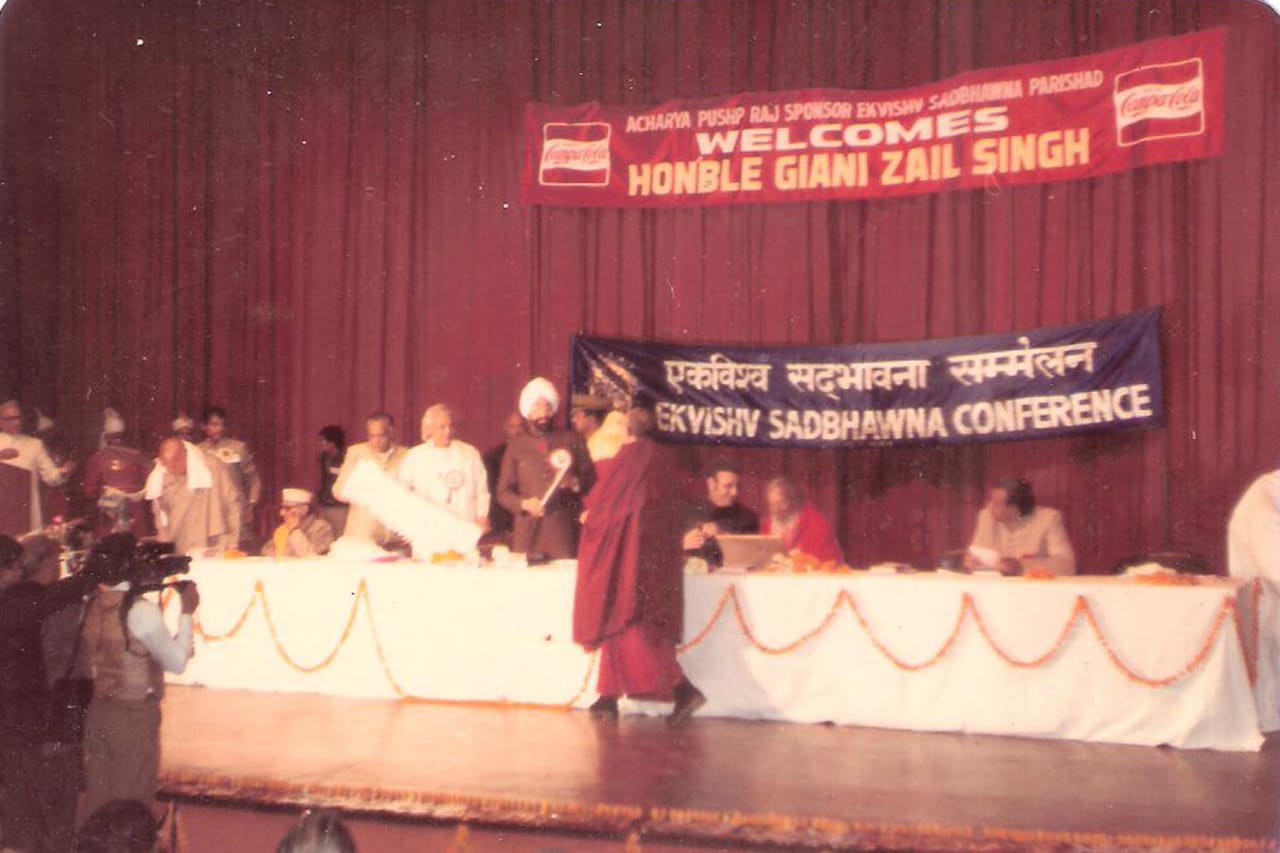 ACHARYA PUSHP RAJ SPONSOR EKVISHV SADBHAWNA PARISHAD
Campa-Cola
WELCOMES
Campa-Cola
HONBLE GIANI ZAIL SINGH
एकविश्व सद्भावना सम्मेलन
EKVISHV SADBHAWNA CONFERENCE